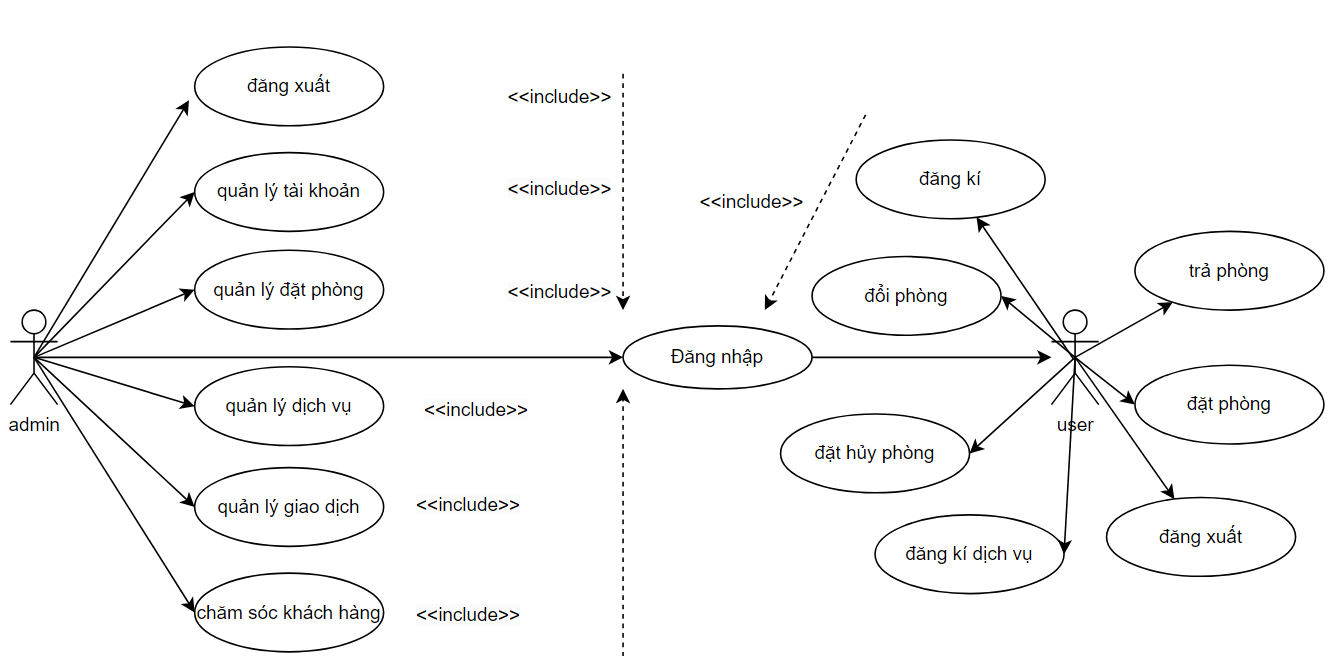 đăng xuất
<<include>>
quản lý tài khoản
<<include>>
<<include>>
đăng kí
quản lý đặt phòng
<<include>>
đổi phòng
trả phòng
Đăng nhập
admin
quản lý dịch vụ
<<include>>
user
đặt phòng
đặt hủy phòng
quản lý giao dịch
<<include>>
đăng kí dịch vụ
đăng xuất
chăm sóc khách hàng
<<include>>